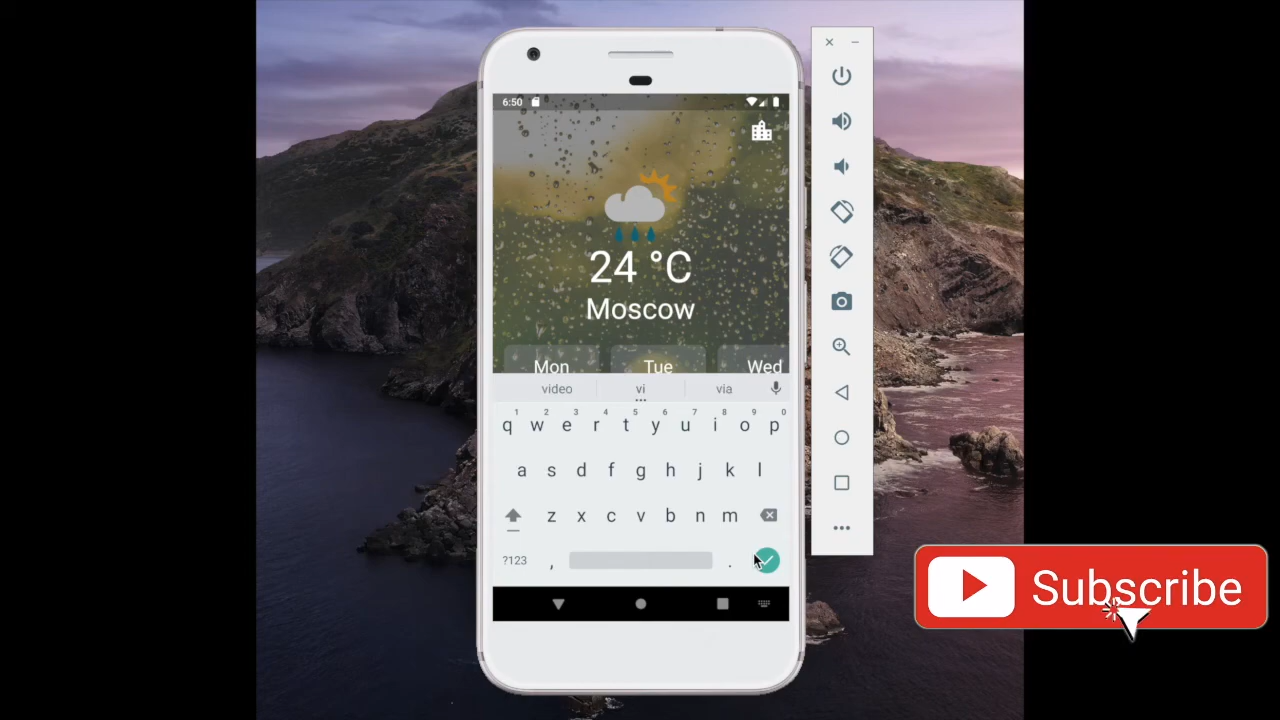 6:50
24 °C
Moscow
Mon Tue Wed
video vi via
1 2 3 4 5 6 7 8 9 0
q w e r t y u i o p
a s d f g h j k l
z x c v b n m
?123 , .
Subscribe